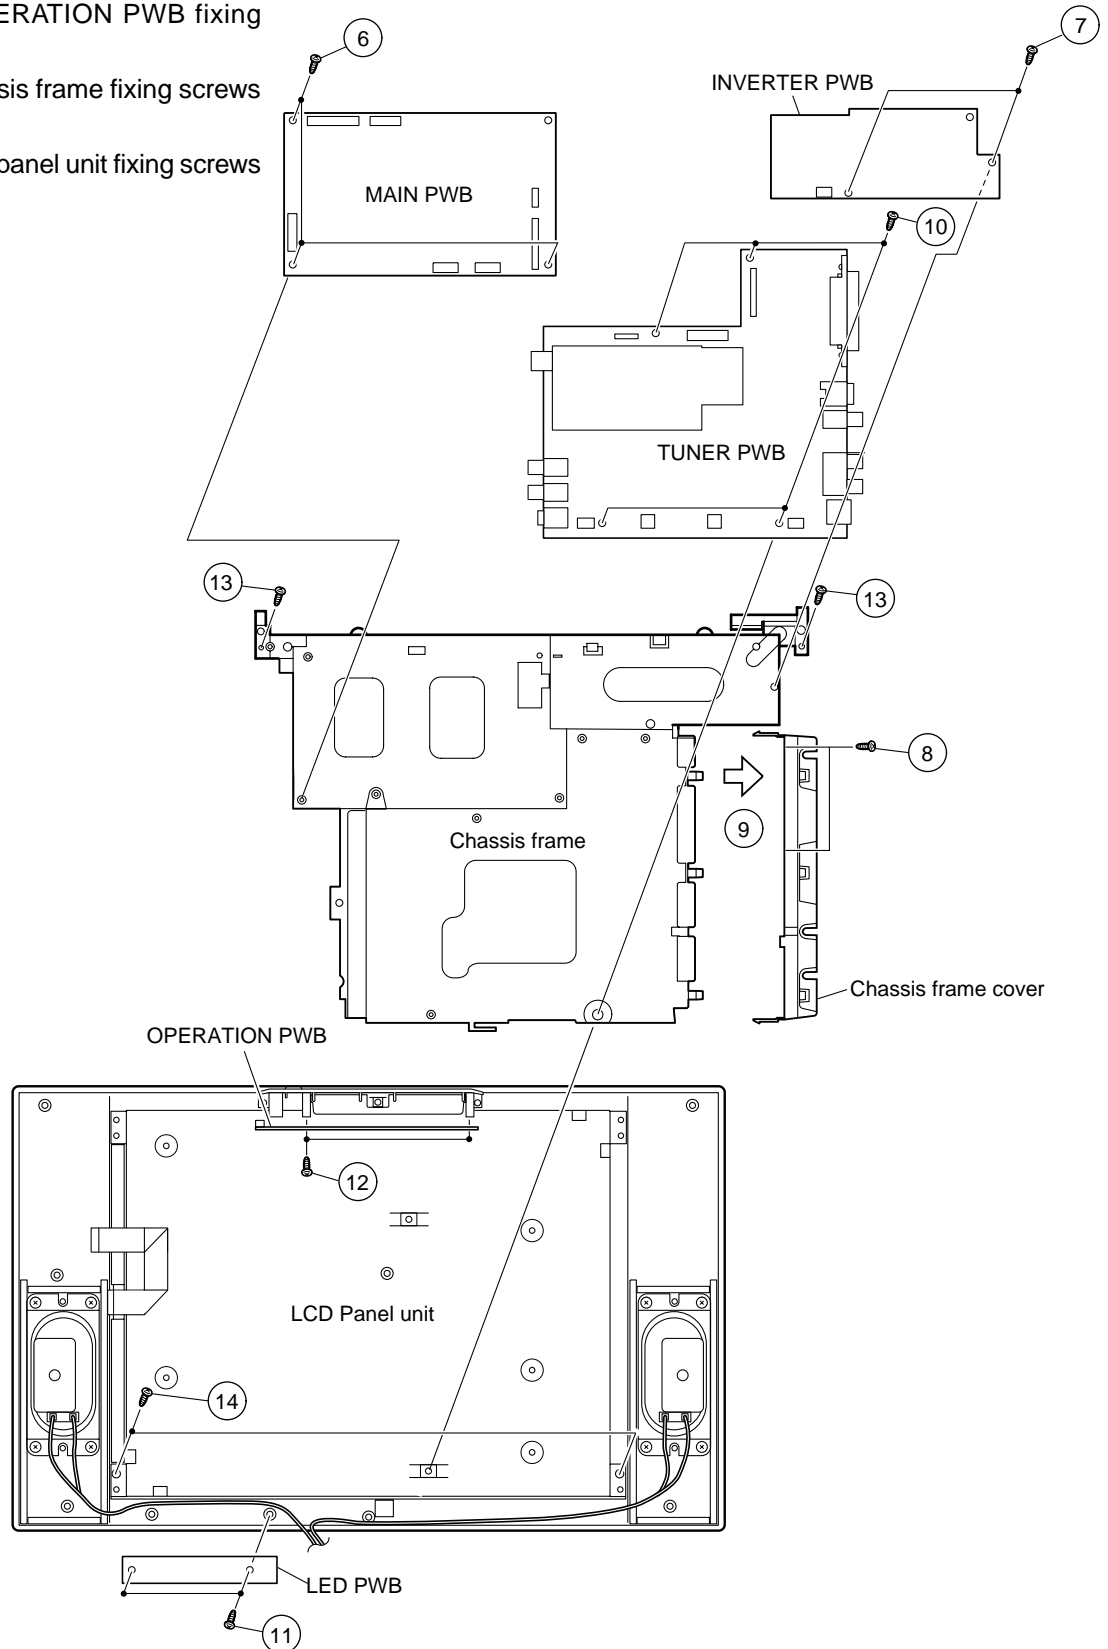 ERATION PWB fixing
sis frame fixing screws
panel unit fixing screws
6
7
INVERTER PWB
MAIN PWB
10
TUNER PWB
13
13
8
9
Chassis frame
Chassis frame cover
OPERATION PWB
12
LCD Panel unit
14
LED PWB
11